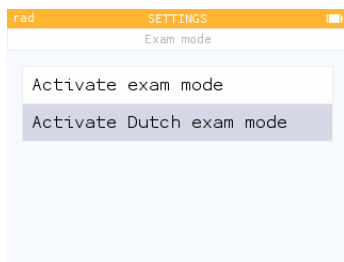 rad SETTINGS
Exam mode
Activate exam mode
Activate Dutch exam mode